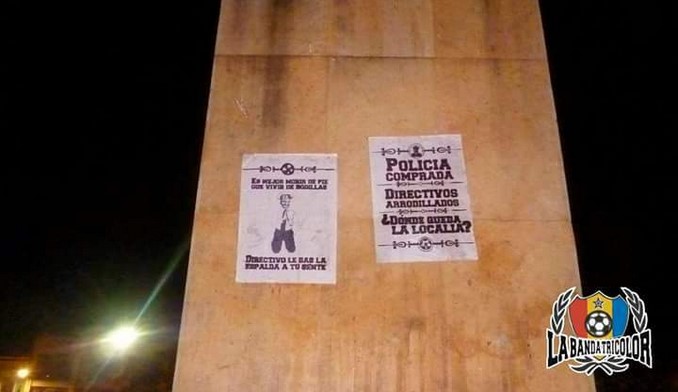 ES MEJOR MORIR DE PIE
QUE VIVIR DE RODILLAS
DIRECTIVO LE DAS LA
ESPALDA A TU GENTE
POLICIA
COMPRADA
DIRECTIVOS
ARRODILLADOS
¿DONDE QUEDA
LA LOCALIA?
LA BANDA TRICOLOR